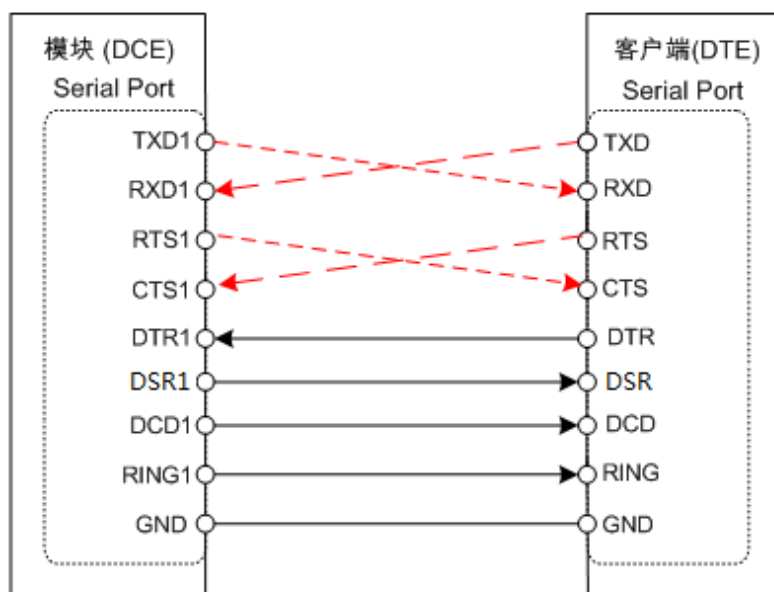 模块 (DCE)
Serial Port
TXD1
RXD1
RTS1
CTS1
DTR1
DSR1
DCD1
RING1
GND
客户端(DTE)
Serial Port
TXD
RXD
RTS
CTS
DTR
DSR
DCD
RING
GND